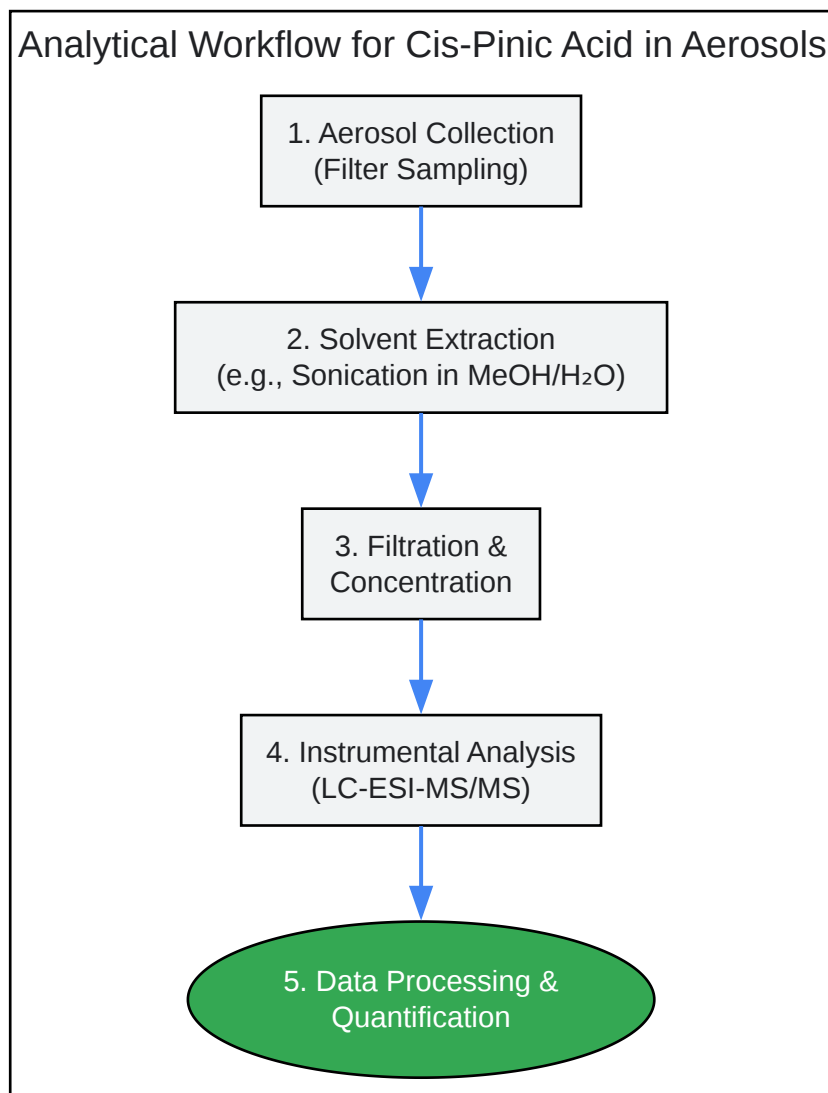 Analytical Workflow for Cis-Pinic Acid in Aerosols
1. Aerosol Collection
(Filter Sampling)
2. Solvent Extraction
(e.g., Sonication in MeOH/H₂O)
3. Filtration &
Concentration
4. Instrumental Analysis
(LC-ESI-MS/MS)
5. Data Processing &
Quantification